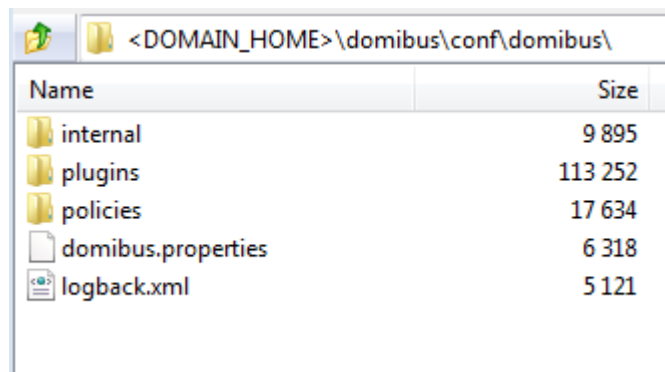 <DOMAIN_HOME>\domibus\conf\domibus\
Name Size
internal 9 895
plugins 113 252
policies 17 634
domibus.properties 6 318
logback.xml 5 121